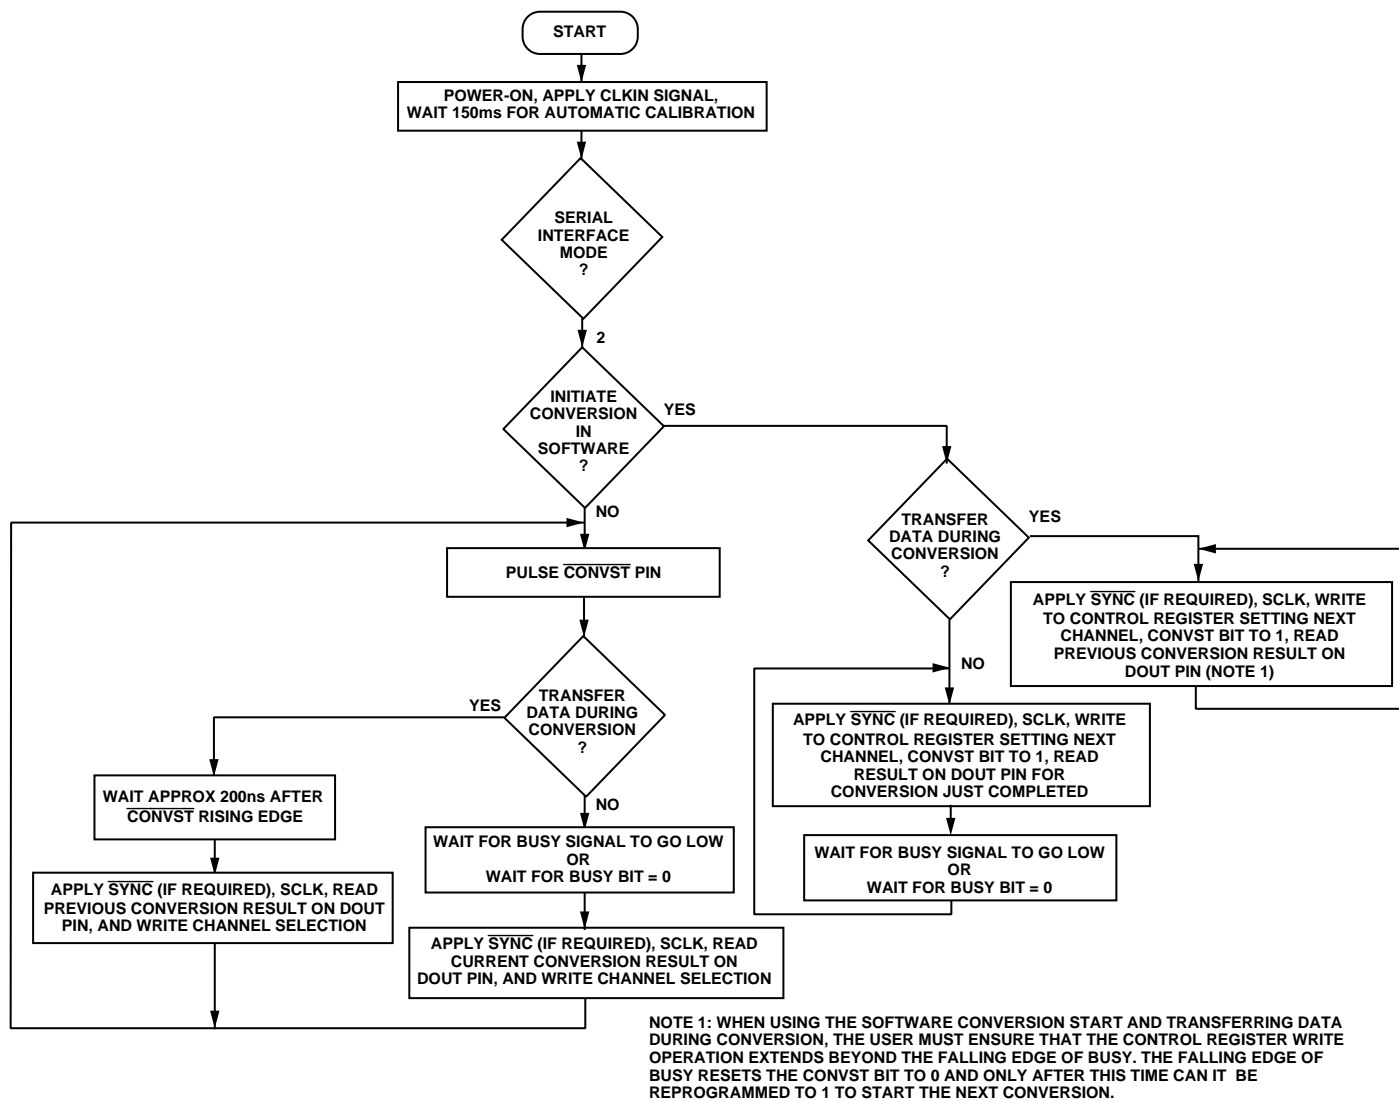 START
POWER-ON, APPLY CLKIN SIGNAL,
WAIT 150ms FOR AUTOMATIC CALIBRATION
SERIAL
INTERFACE
MODE
?
2
INITIATE
CONVERSION
IN
SOFTWARE
?
YES
NO
PULSE CONVST PIN
TRANSFER
DATA DURING
CONVERSION
?
YES
NO
WAIT APPROX 200ns AFTER
CONVST RISING EDGE
APPLY SYNC (IF REQUIRED), SCLK, READ
PREVIOUS CONVERSION RESULT ON DOUT
PIN, AND WRITE CHANNEL SELECTION
WAIT FOR BUSY SIGNAL TO GO LOW
OR
WAIT FOR BUSY BIT = 0
APPLY SYNC (IF REQUIRED), SCLK, READ
CURRENT CONVERSION RESULT ON
DOUT PIN, AND WRITE CHANNEL SELECTION
TRANSFER
DATA DURING
CONVERSION
?
YES
NO
APPLY SYNC (IF REQUIRED), SCLK, WRITE
TO CONTROL REGISTER SETTING NEXT
CHANNEL, CONVST BIT TO 1, READ
PREVIOUS CONVERSION RESULT ON
DOUT PIN (NOTE 1)
APPLY SYNC (IF REQUIRED), SCLK, WRITE
TO CONTROL REGISTER SETTING NEXT
CHANNEL, CONVST BIT TO 1, READ
RESULT ON DOUT PIN FOR
CONVERSION JUST COMPLETED
WAIT FOR BUSY SIGNAL TO GO LOW
OR
WAIT FOR BUSY BIT = 0
NOTE 1: WHEN USING THE SOFTWARE CONVERSION START AND TRANSFERRING DATA
DURING CONVERSION, THE USER MUST ENSURE THAT THE CONTROL REGISTER WRITE
OPERATION EXTENDS BEYOND THE FALLING EDGE OF BUSY. THE FALLING EDGE OF
BUSY RESETS THE CONVST BIT TO 0 AND ONLY AFTER THIS TIME CAN IT BE
REPROGRAMMED TO 1 TO START THE NEXT CONVERSION.